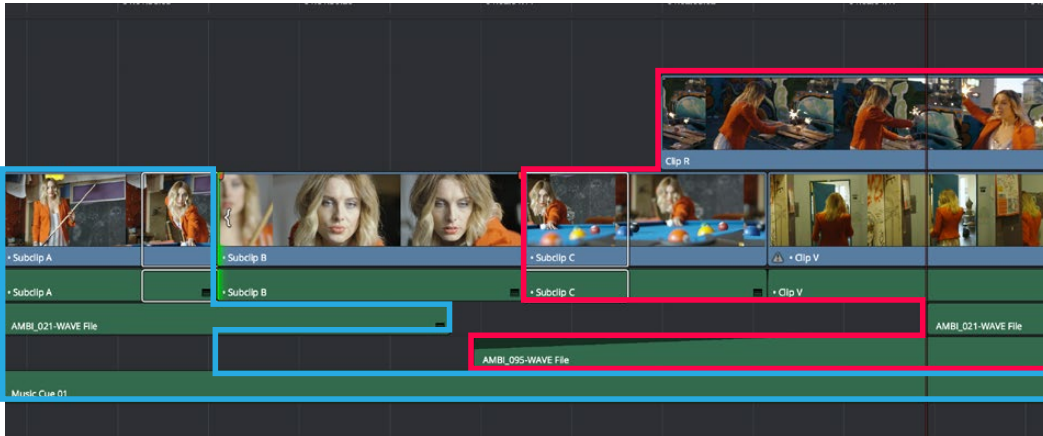 Clip R
• Subclip A
• Subclip B
• Subclip C
• Clip V
• Subclip A
• Subclip B
• Subclip C
• Clip V
AMBI_021-WAVE File
AMBI_021-WAVE File
AMBI_095-WAVE File
Music Cue 01